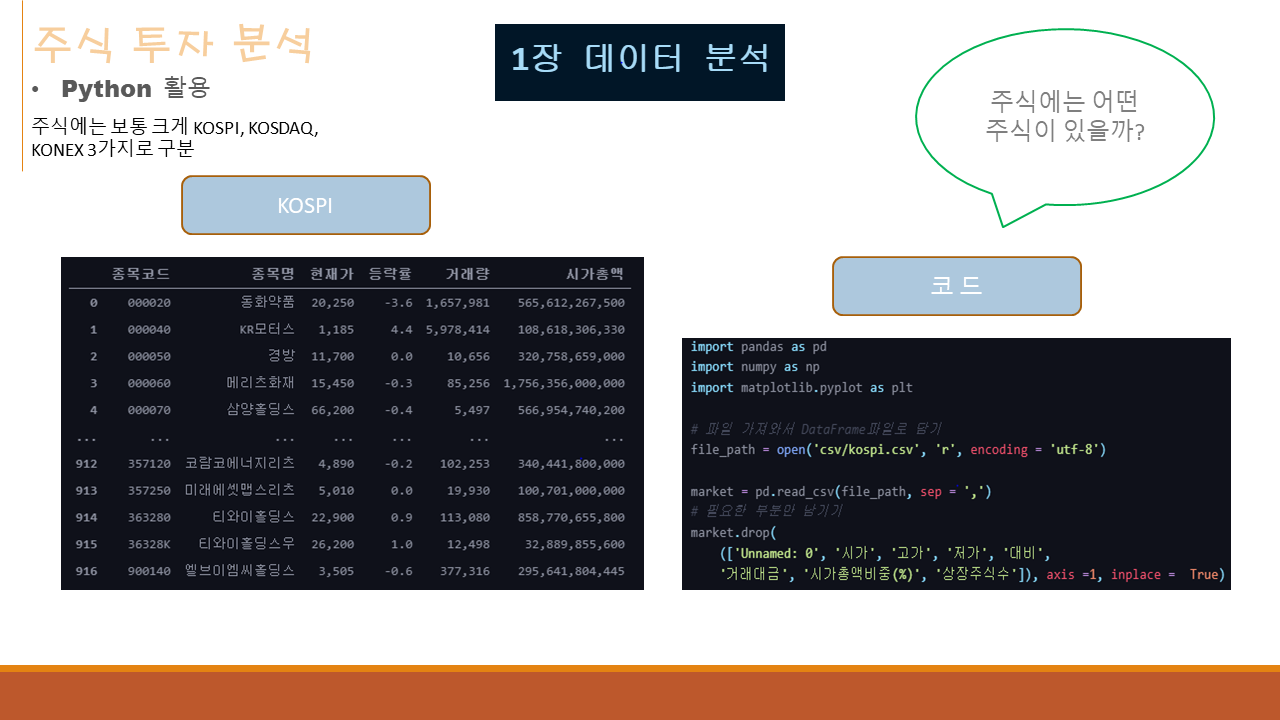 주식 투자 분석
• Python 활용
주식에는 보통 크게 KOSPI, KOSDAQ,
KONEX 3가지로 구분
1장 데이터 분석
주식에는 어떤
주식이 있을까?
KOSPI
종목코드 종목명 현재가 등락률 거래량 시가총액
0 000020 동화약품 20,250 -3.6 1,657,981 565,612,267,500
1 000040 KR모터스 1,185 4.4 5,978,414 108,618,306,330
2 000050 경방 11,700 0.0 10,656 320,758,659,000
3 000060 메리츠화재 15,450 -0.3 85,256 1,756,356,000,000
4 000070 삼양홀딩스 66,200 -0.4 5,497 566,954,740,200
... ... ... ... ... ... ...
912 357120 코람코에너지리츠 4,890 -0.2 102,253 340,441,800,000
913 357250 미래에셋맵스리츠 5,010 0.0 19,930 100,701,000,000
914 363280 티와이홀딩스 22,900 0.9 113,080 858,770,655,800
915 36328K 티와이홀딩스우 26,200 1.0 12,498 32,889,855,600
916 900140 엘브이엠씨홀딩스 3,505 -0.6 377,316 295,641,804,445
코 드
import pandas as pd
import numpy as np
import matplotlib.pyplot as plt
# 파일 가져와서 DataFrame파일로 담기
file_path = open('csv/kospi.csv', 'r', encoding = 'utf-8')
market = pd.read_csv(file_path, sep = ',')
# 필요한 부분만 남기기
market.drop(
(['Unnamed: 0', '시가', '고가', '저가', '대비',
'거래대금', '시가총액비중(%)', '상장주식수']), axis =1, inplace = True)